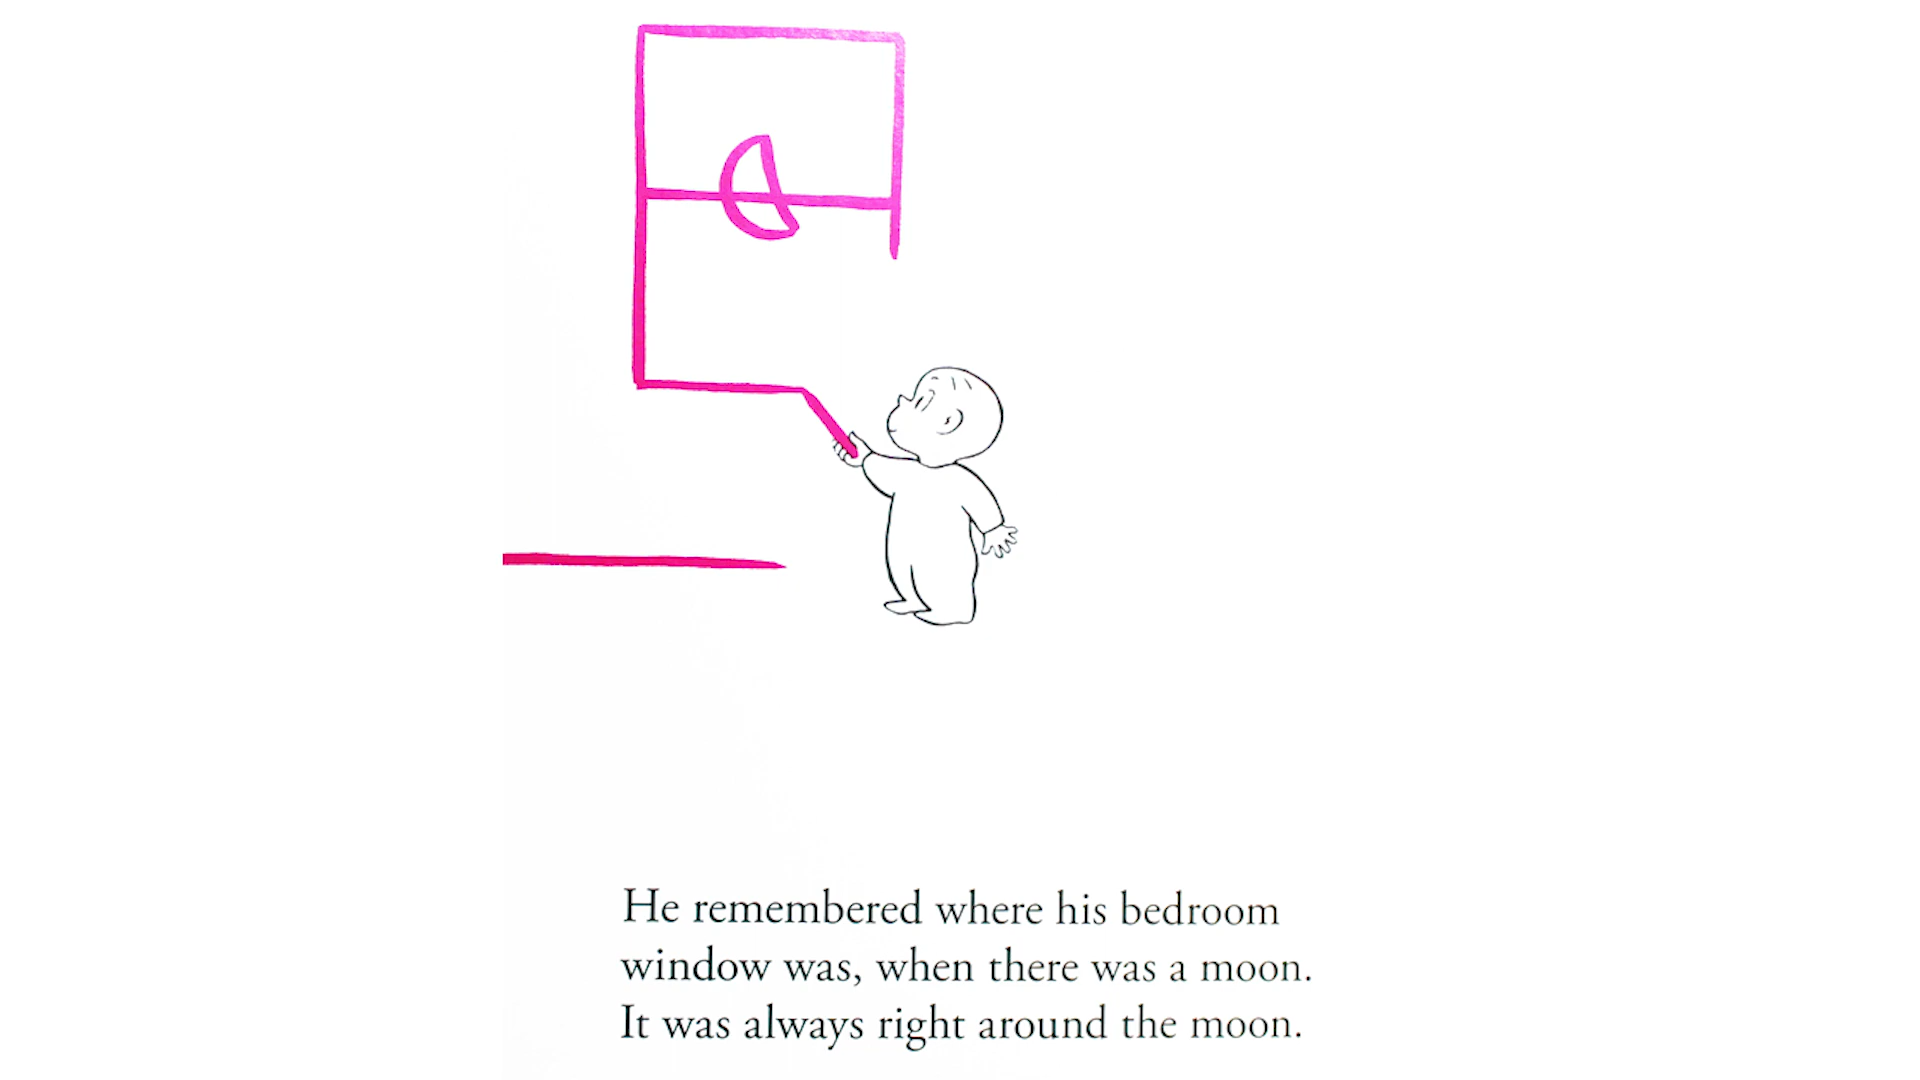 He remembered where his bedroom
window was, when there was a moon.
It was always right around the moon.